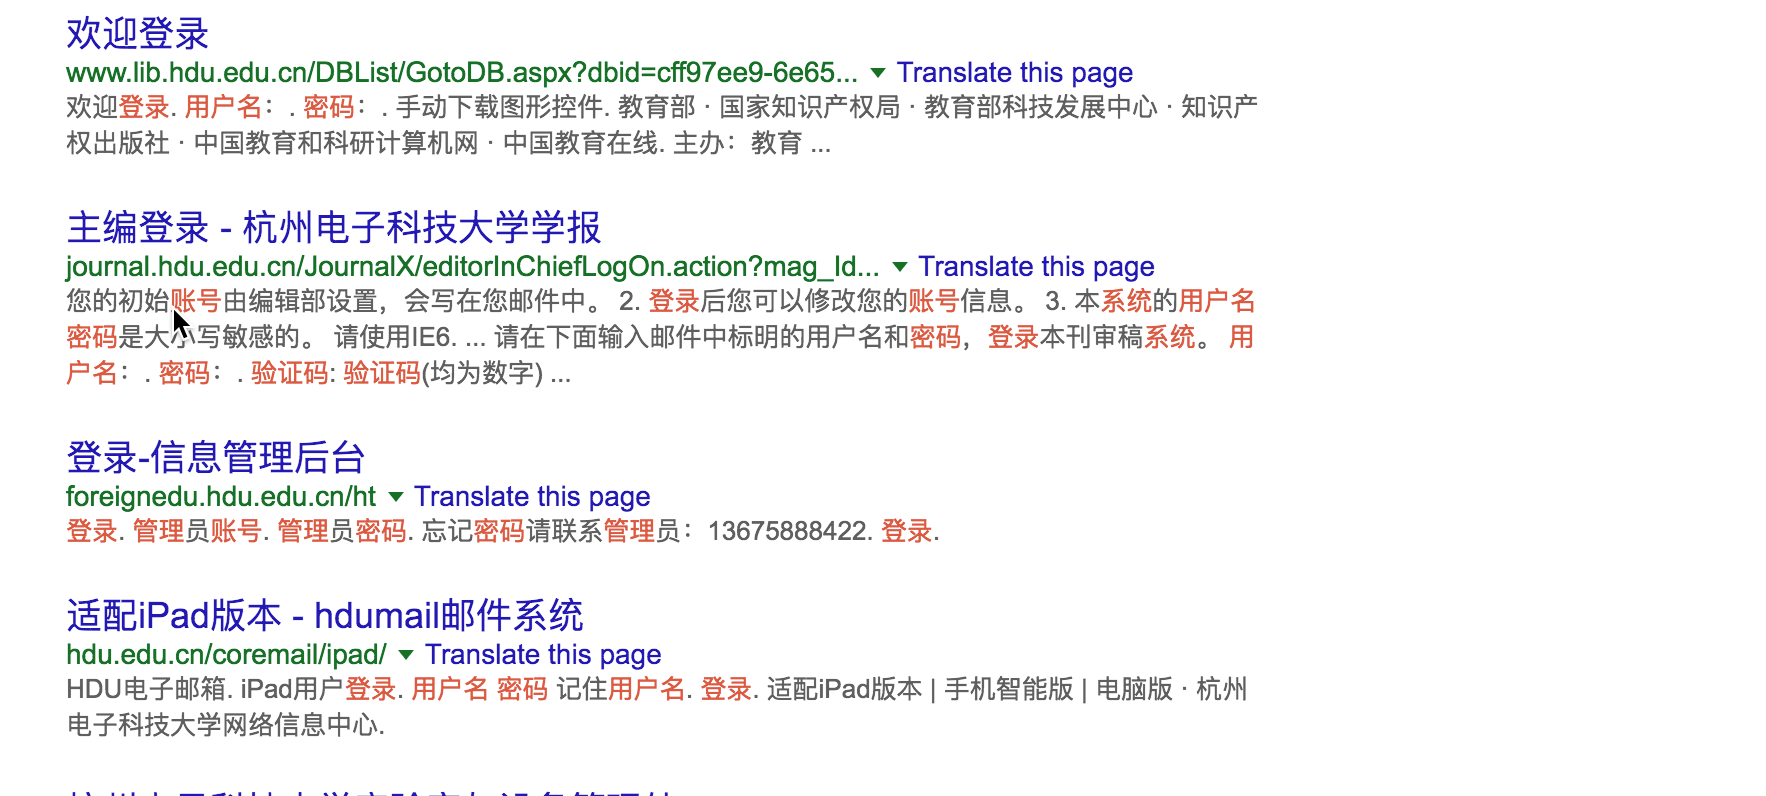 欢迎登录
www.lib.hdu.edu.cn/DBList/GotoDB.aspx?dbid=cff97ee9-6e65... ▼ Translate this page
欢迎登录. 用户名：. 密码：. 手动下载图形控件. 教育部 · 国家知识产权局 · 教育部科技发展中心 · 知识产
权出版社 · 中国教育和科研计算机网 · 中国教育在线. 主办：教育 ...
主编登录 - 杭州电子科技大学学报
journal.hdu.edu.cn/JournalX/editorInChiefLogOn.action?mag_Id... ▼ Translate this page
您的初始账号由编辑部设置，会写在您邮件中。 2. 登录后您可以修改您的账号信息。 3. 本系统的用户名
密码是大小写敏感的。 请使用IE6. ... 请在下面输入邮件中标明的用户名和密码，登录本刊审稿系统。 用
户名：. 密码：. 验证码: 验证码(均为数字) ...
登录-信息管理后台
foreignedu.hdu.edu.cn/ht ▼ Translate this page
登录. 管理员账号. 管理员密码. 忘记密码请联系管理员：13675888422. 登录.
适配iPad版本 - hdumail邮件系统
hdu.edu.cn/coremail/ipad/ ▼ Translate this page
HDU电子邮箱. iPad用户登录. 用户名 密码 记住用户名. 登录. 适配iPad版本 | 手机智能版 | 电脑版 · 杭州
电子科技大学网络信息中心.